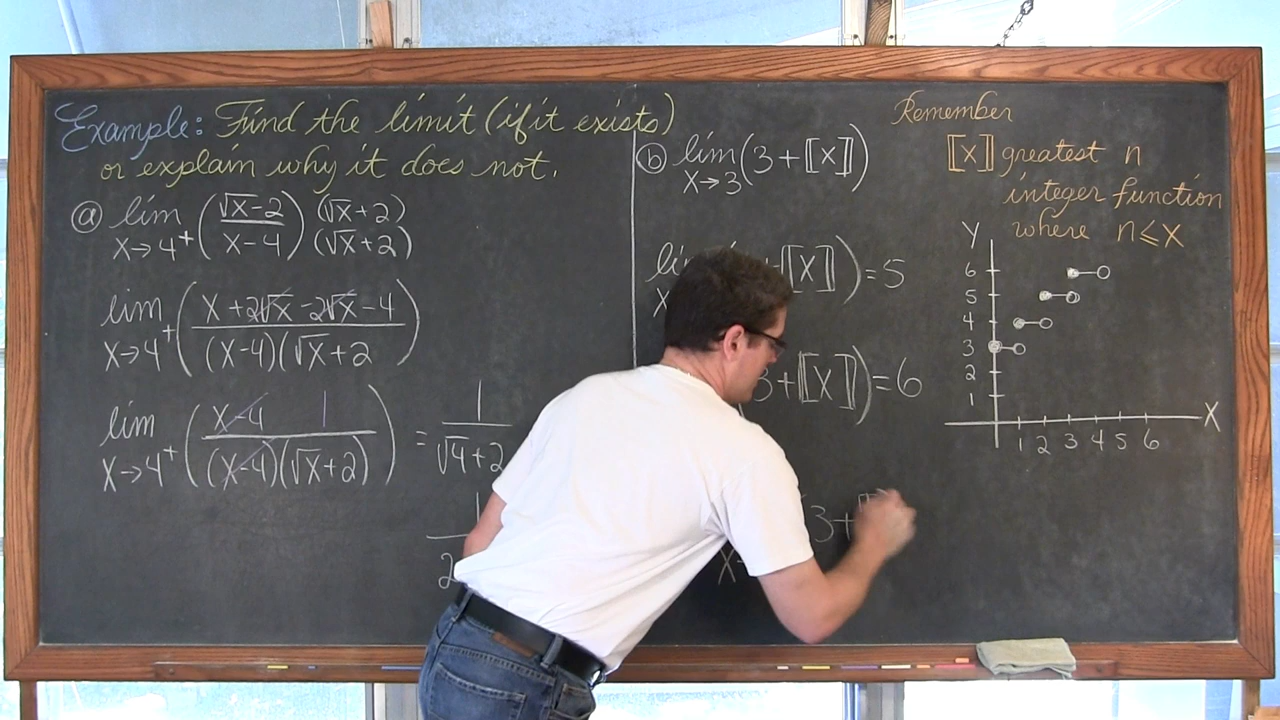 Example: Find the limit (if it exists)
or explain why it does not.
(a) lim x→4⁺ ((√x-2)/(x-4)) (√x+2)/(√x+2)
lim x→4⁺ ((x+2√x-2√x-4)/((x-4)(√x+2))
lim x→4⁺ ((x-4 1)/((x-4)(√x+2))) = 1/(√4+2
1
2
(b) lim x→3 (3+⟦x⟧)
li ⟦x⟧)=5
x
3+⟦x⟧)=6
3+
x
Remember
⟦x⟧ greatest n
integer function
where n≤x
Y
6
5
4
3
2
1
1 2 3 4 5 6
X